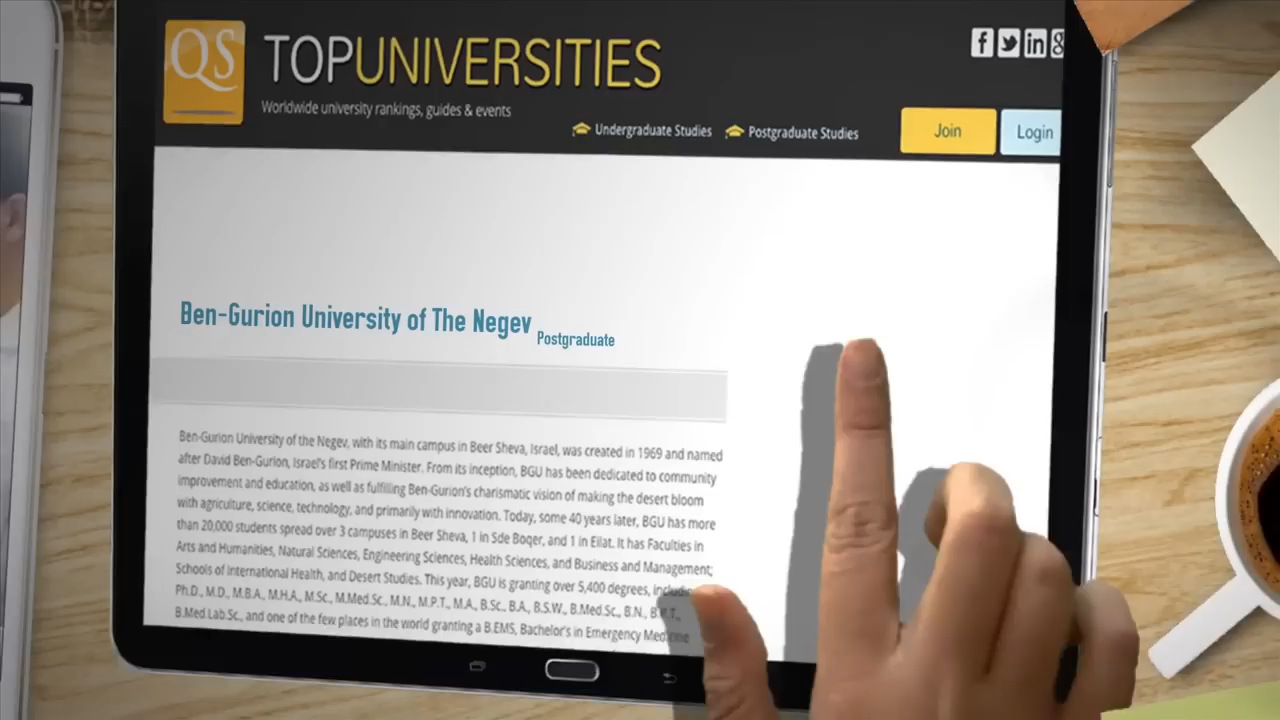 QS TOPUNIVERSITIES
Worldwide university rankings, guides & events
Undergraduate Studies Postgraduate Studies
Join Login
Ben-Gurion University of The Negev Postgraduate
Ben-Gurion University of the Negev, with its main campus in Beer Sheva, Israel, was created in 1969 and named
after David Ben-Gurion, Israel's first Prime Minister. From its inception, BGU has been dedicated to community
improvement and education, as well as fulfilling Ben-Gurion's charismatic vision of making the desert bloom
with agriculture, science, technology, and primarily with innovation. Today, some 40 years later, BGU has more
than 20,000 students spread over 3 campuses in Beer Sheva, 1 in Sde Boqer, and 1 in Eilat. It has Faculties in
Arts and Humanities, Natural Sciences, Engineering Sciences, Health Sciences, and Business and Management;
Schools of International Health, and Desert Studies. This year, BGU is granting over 5,400 degrees, including
Ph.D., M.D., M.B.A., M.H.A., M.Sc., M.Med.Sc., M.N., M.P.T., M.A., B.Sc., B.A., B.S.W., B.Med.Sc., B.N., B.P.T.,
B.Med Lab.Sc., and one of the few places in the world granting a B.EMS, Bachelor's in Emergency Medicine